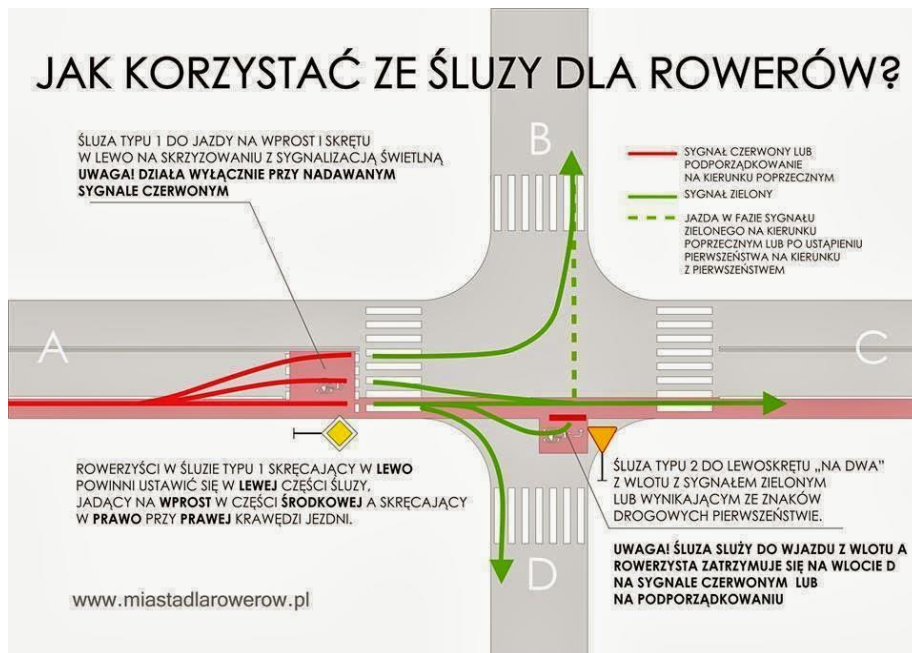 JAK KORZYSTAĆ ZE ŚLUZY DLA ROWERÓW?
ŚLUZA TYPU 1 DO JAZDY NA WPROST I SKRĘTU
W LEWO NA SKRZYZOWANIU Z SYGNALIZACJĄ ŚWIETLNĄ
UWAGA! DZIAŁA WYŁĄCZNIE PRZY NADAWANYM
SYGNALE CZERWONYM
SYGNAŁ CZERWONY LUB
PODPORZĄDKOWANIE
NA KIERUNKU POPRZECZNYM
SYGNAŁ ZIELONY
JAZDA W FAZIE SYGNAŁU
ZIELONEGO NA KIERUNKU
POPRZECZNYM LUB PO USTĄPIENIU
PIERWSZEŃSTWA NA KIERUNKU
Z PIERWSZEŃSTWEM
B
A
C
ROWERZYŚCI W ŚLUZIE TYPU 1 SKRĘCAJĄCY W LEWO
POWINNI USTAWIĆ SIĘ W LEWEJ CZĘŚCI ŚLUZY,
JADĄCY NA WPROST W CZĘŚCI ŚRODKOWEJ A SKRĘCAJĄCY
W PRAWO PRZY PRAWEJ KRAWĘDZI JEZDNI.
ŚLUZA TYPU 2 DO LEWOSKRĘTU „NA DWA"
Z WLOTU Z SYGNAŁEM ZIELONYM
LUB WYNIKAJĄCYM ZE ZNAKÓW
DROGOWYCH PIERWSZEŃSTWIE.
UWAGA! ŚLUZA SLUŻY DO WJAZDU Z WLOTU A
ROWERZYSTA ZATRZYMUJE SIĘ NA WLOCIE D
NA SYGNALE CZERWONYM LUB
NA PODPORZĄDKOWANIU
D
www.miastadlarowerow.pl